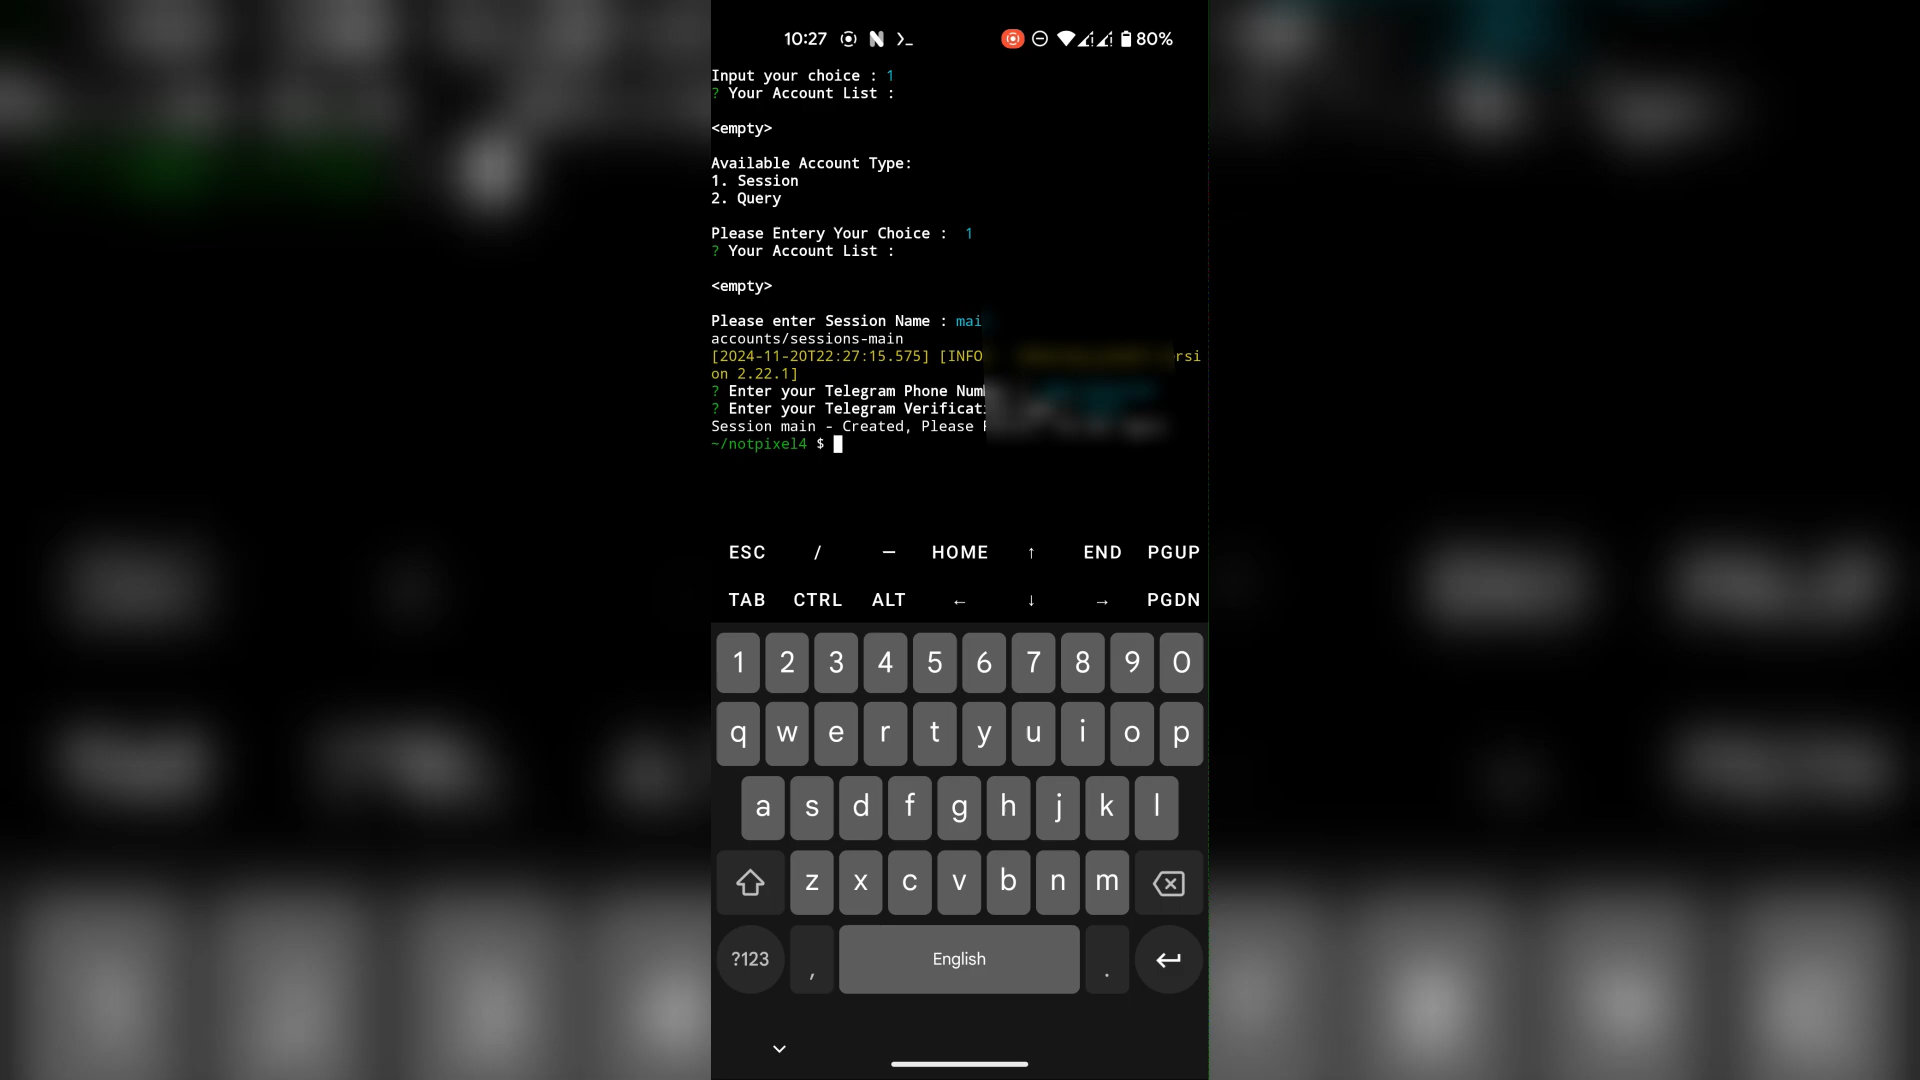 10:27 80%
Input your choice : 1
? Your Account List :
<empty>
Available Account Type:
1. Session
2. Query
Please Entery Your Choice : 1
? Your Account List :
<empty>
Please enter Session Name : mai
accounts/sessions-main
[2024-11-20T22:27:15.575] [INFO ersi
on 2.22.1]
? Enter your Telegram Phone Num
? Enter your Telegram Verificati
Session main - Created, Please
~/notpixel4 $
ESC / — HOME ↑ END PGUP
TAB CTRL ALT ← ↓ → PGDN
1 2 3 4 5 6 7 8 9 0
q w e r t y u i o p
a s d f g h j k l
z x c v b n m
?123 , English .